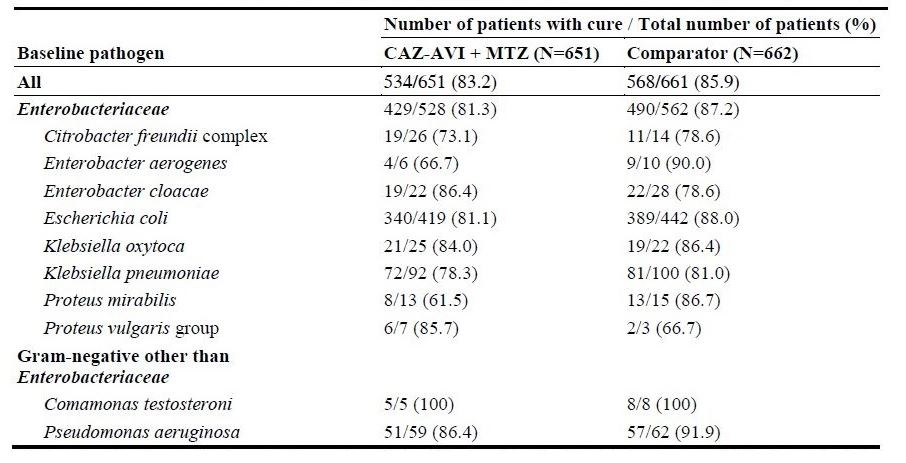 Number of patients with cure / Total number of patients (%)
Baseline pathogen CAZ-AVI + MTZ (N=651) Comparator (N=662)
All 534/651 (83.2) 568/661 (85.9)
Enterobacteriaceae 429/528 (81.3) 490/562 (87.2)
Citrobacter freundii complex 19/26 (73.1) 11/14 (78.6)
Enterobacter aerogenes 4/6 (66.7) 9/10 (90.0)
Enterobacter cloacae 19/22 (86.4) 22/28 (78.6)
Escherichia coli 340/419 (81.1) 389/442 (88.0)
Klebsiella oxytoca 21/25 (84.0) 19/22 (86.4)
Klebsiella pneumoniae 72/92 (78.3) 81/100 (81.0)
Proteus mirabilis 8/13 (61.5) 13/15 (86.7)
Proteus vulgaris group 6/7 (85.7) 2/3 (66.7)
Gram-negative other than
Enterobacteriaceae
Comamonas testosteroni 5/5 (100) 8/8 (100)
Pseudomonas aeruginosa 51/59 (86.4) 57/62 (91.9)